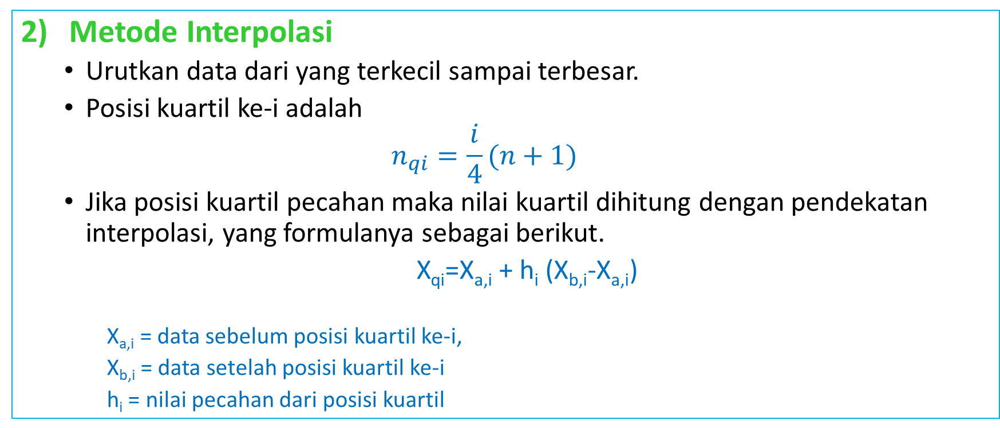 2) Metode Interpolasi
• Urutkan data dari yang terkecil sampai terbesar.
• Posisi kuartil ke-i adalah
n_{qi} = \frac{i}{4}(n + 1)
• Jika posisi kuartil pecahan maka nilai kuartil dihitung dengan pendekatan
interpolasi, yang formulanya sebagai berikut.
X_{qi}=X_{a,i} + h_i (X_{b,i}-X_{a,i})
X_{a,i} = data sebelum posisi kuartil ke-i,
X_{b,i} = data setelah posisi kuartil ke-i
h_i = nilai pecahan dari posisi kuartil